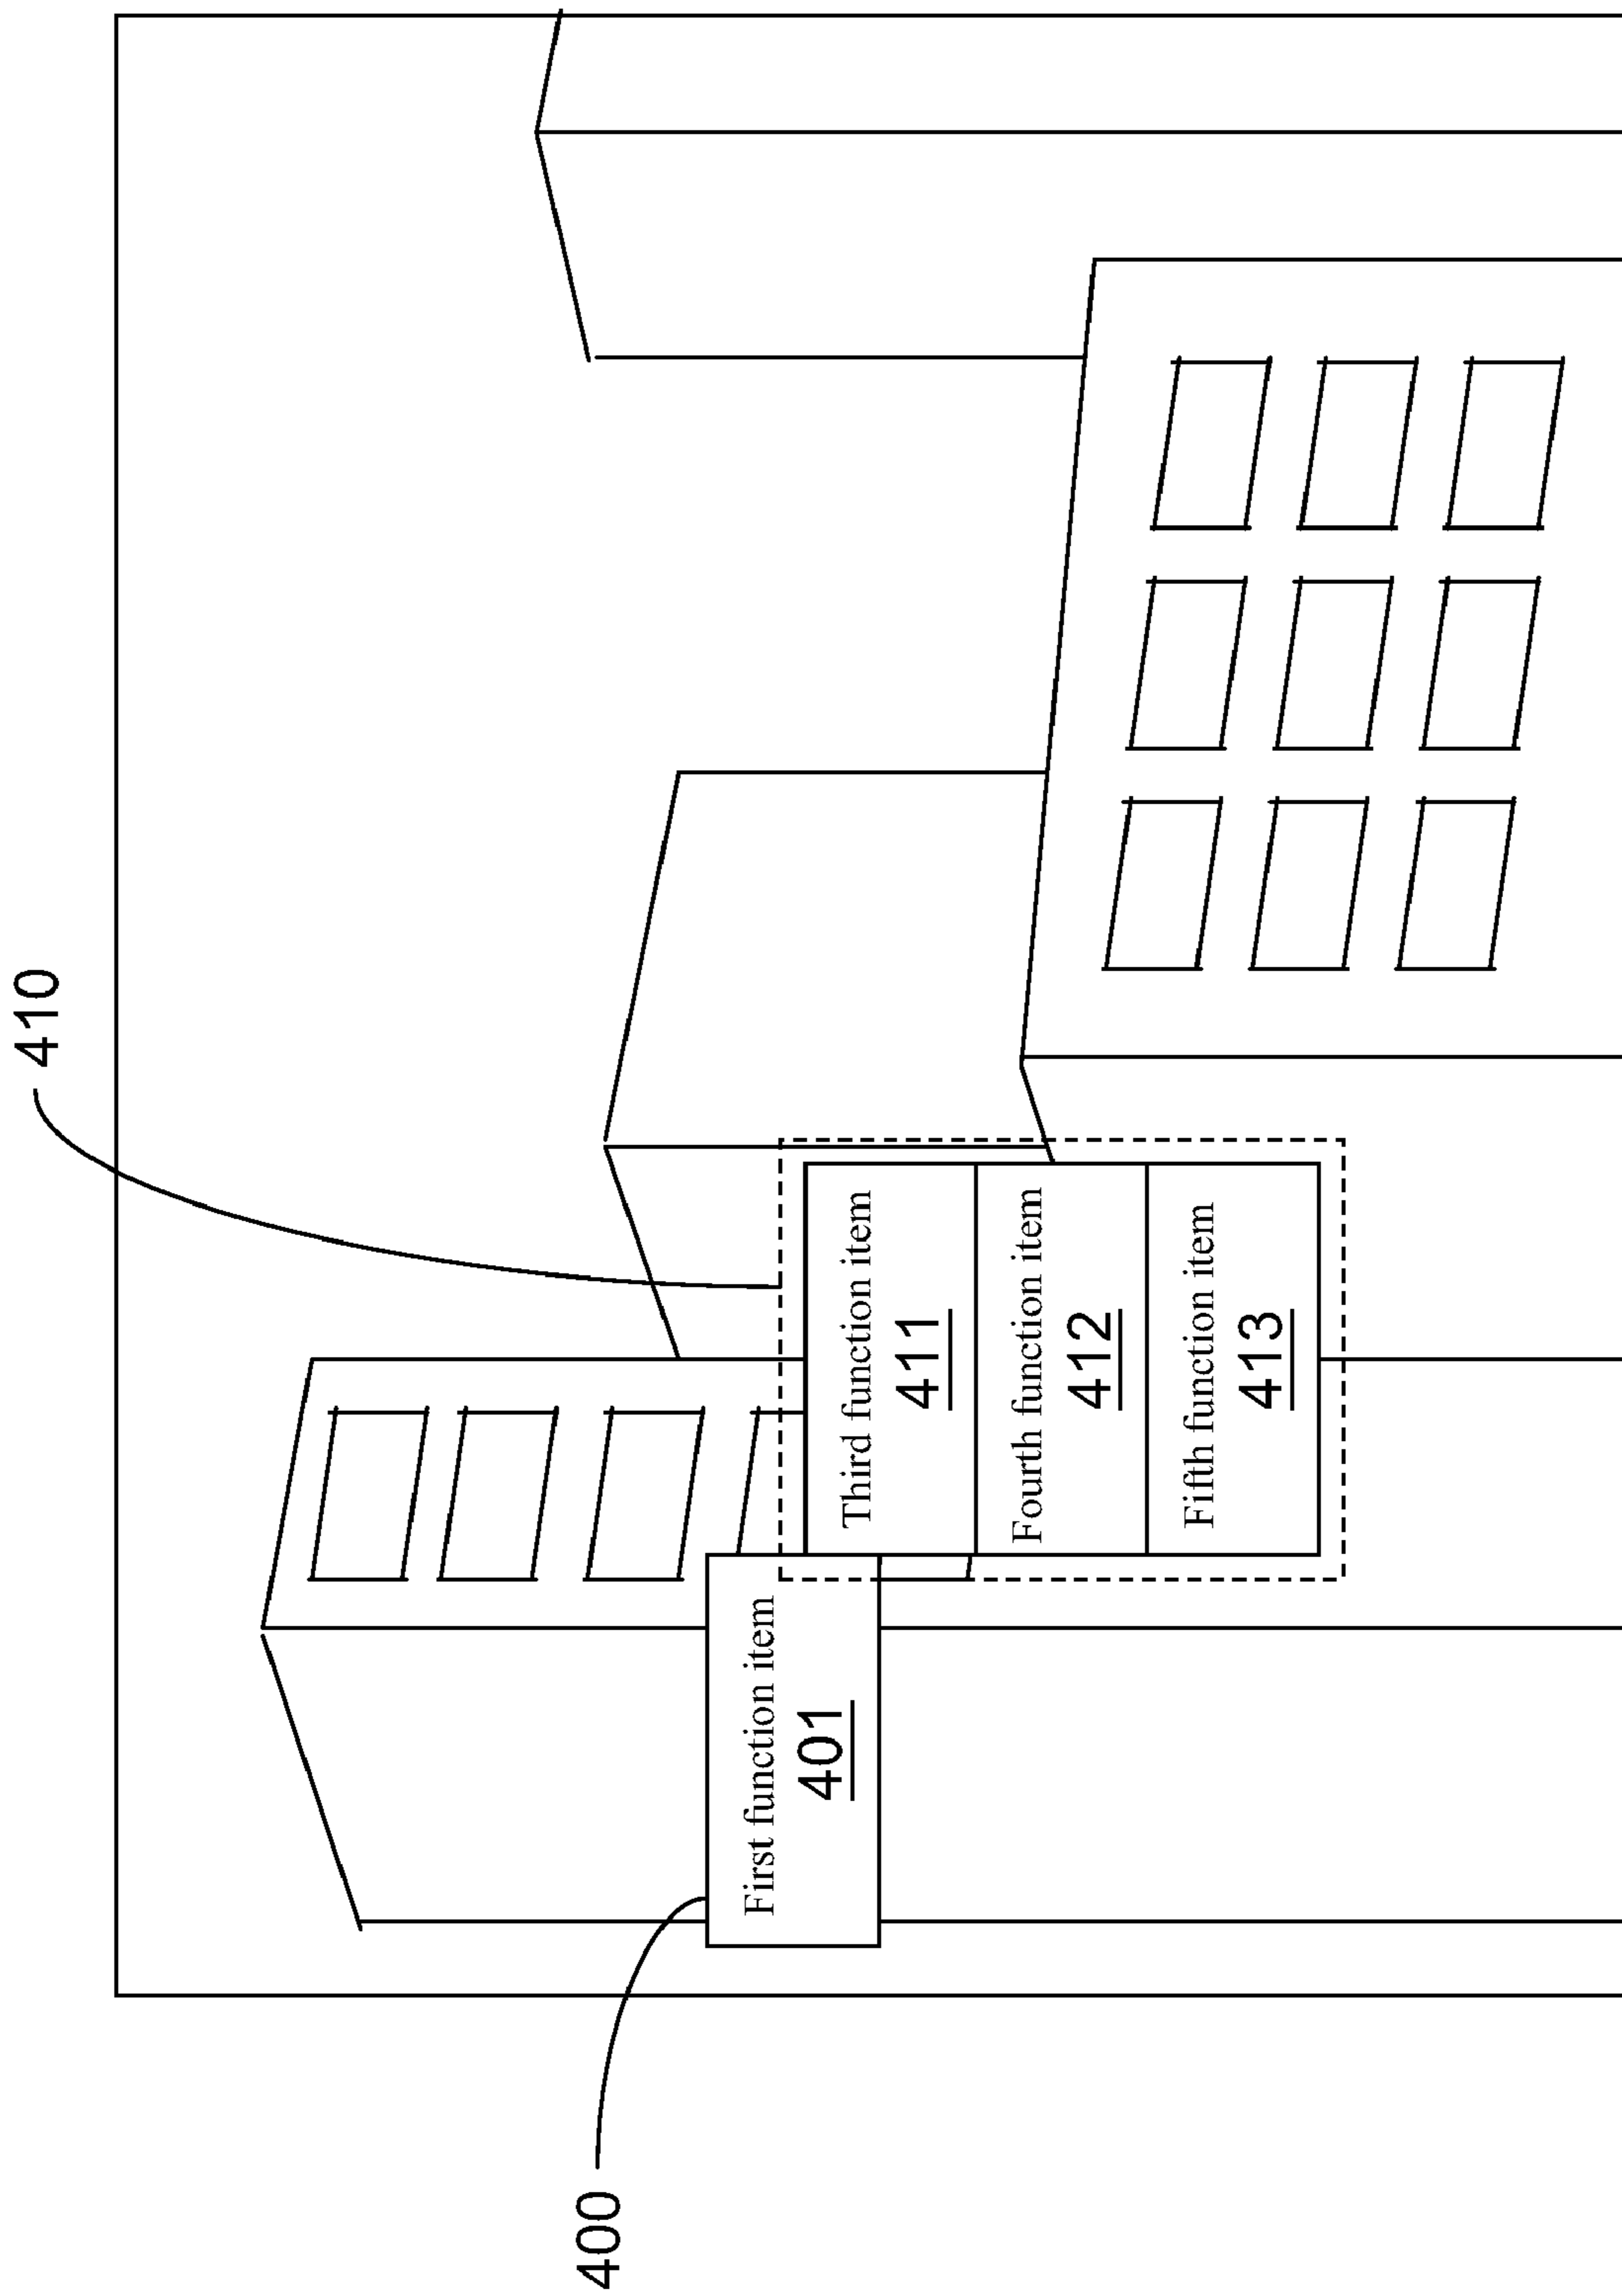 410
400
First function item
401
Third function item
411
Fourth function item
412
Fifth function item
413